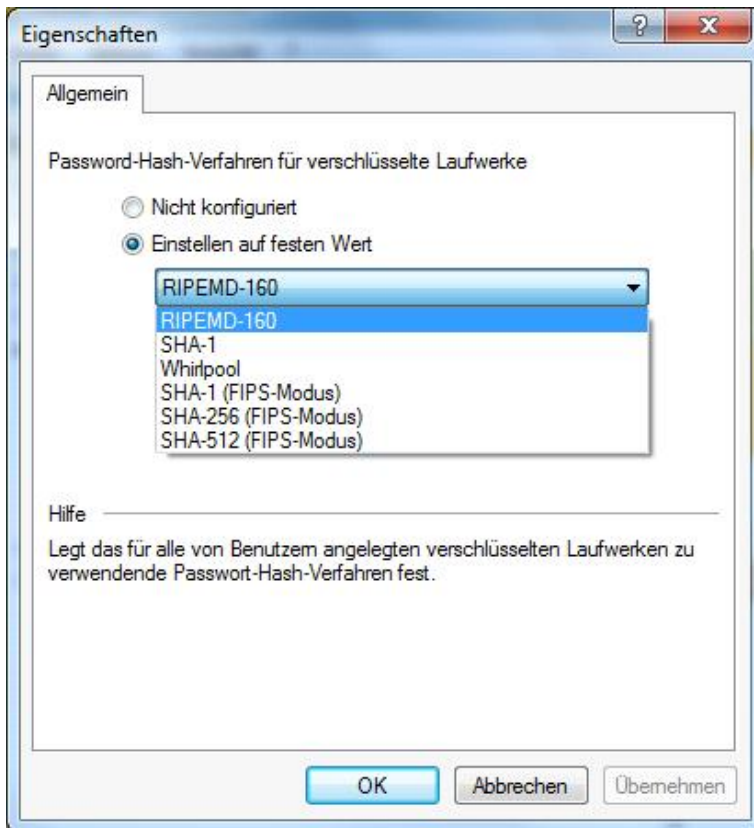 Eigenschaften
Allgemein
Password-Hash-Verfahren für verschlüsselte Laufwerke
Nicht konfiguriert
Einstellen auf festen Wert
RIPEMD-160
RIPEMD-160
SHA-1
Whirlpool
SHA-1 (FIPS-Modus)
SHA-256 (FIPS-Modus)
SHA-512 (FIPS-Modus)
Hilfe
Legt das für alle von Benutzern angelegten verschlüsselten Laufwerken zu
verwendende Passwort-Hash-Verfahren fest.
OK Abbrechen Übernehmen